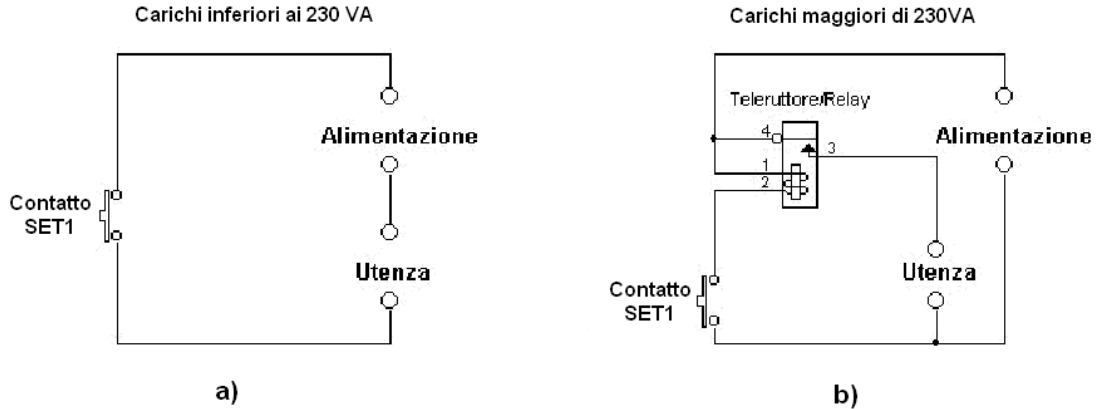 Carichi inferiori ai 230 VA
Alimentazione
Contatto
SET1
Utenza
a)
Carichi maggiori di 230VA
Teleruttore/Relay
4
3
1
2
Alimentazione
Contatto
SET1
Utenza
b)